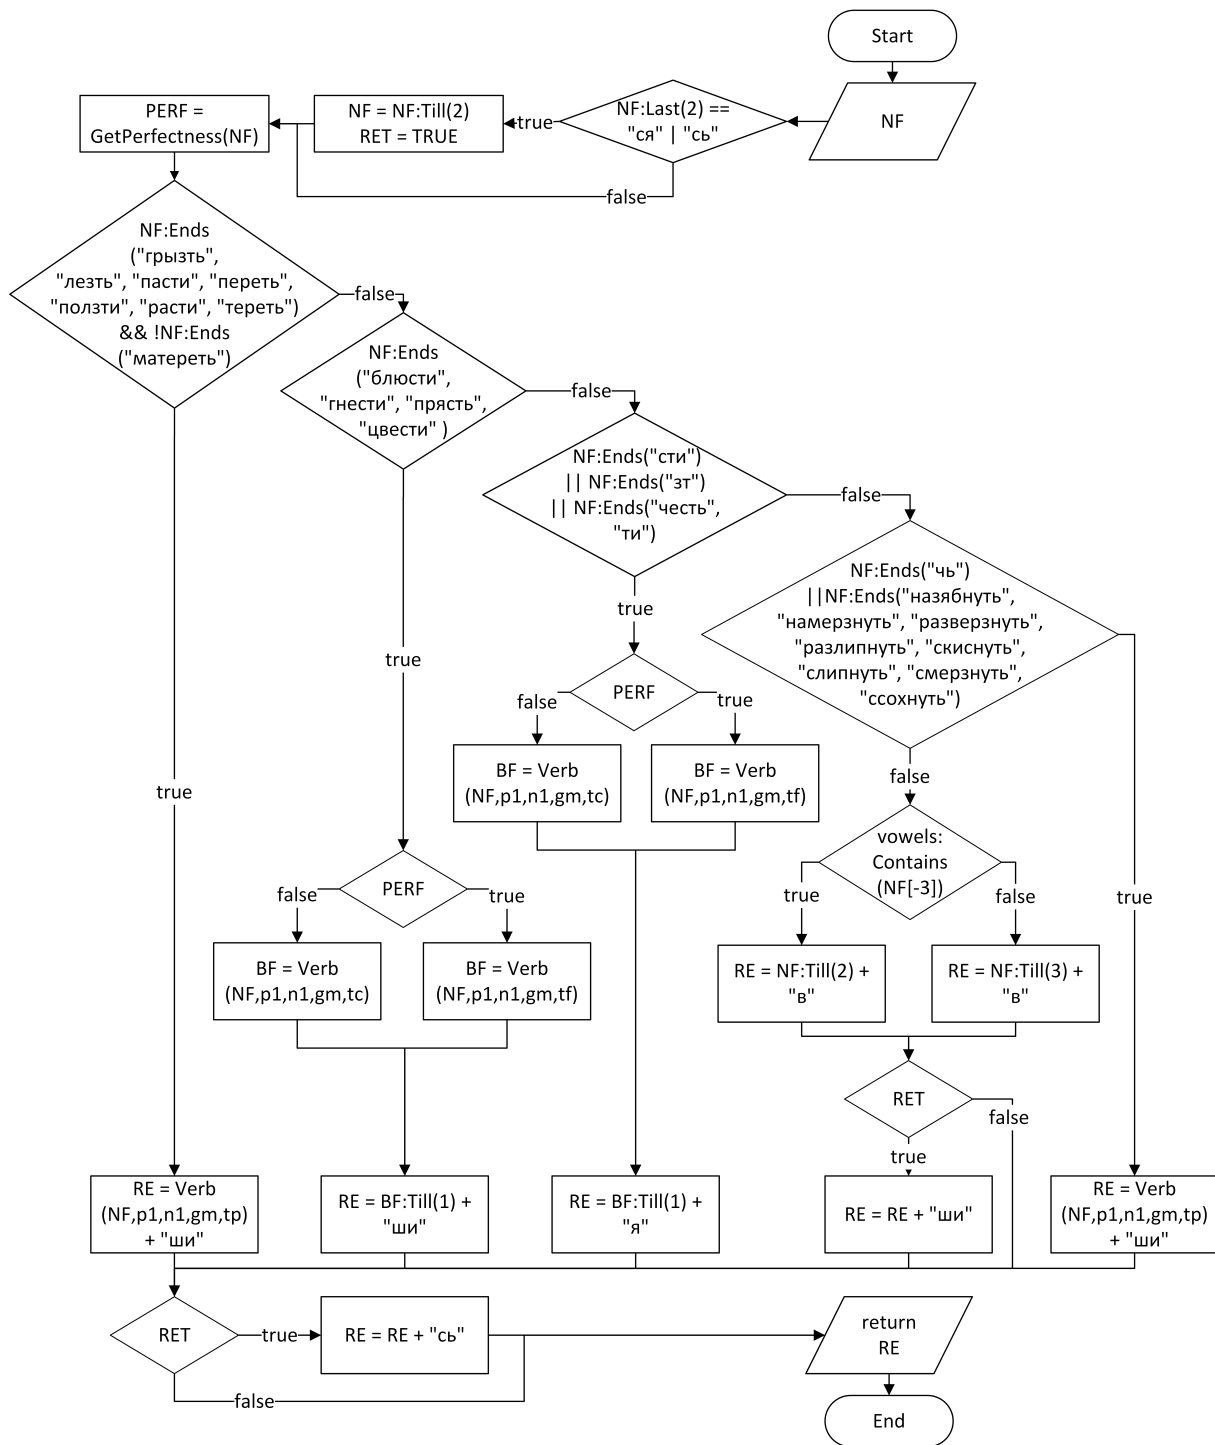 Start
NF
NF:Last(2) ==
"ся" | "сь"
true
false
NF = NF:Till(2)
RET = TRUE
PERF =
GetPerfectness(NF)
NF:Ends
("грызть",
"лезть", "пасти", "переть",
"ползти", "расти", "тереть")
&& !NF:Ends
("матереть")
false
true
NF:Ends
("блюсти",
"гнести", "прясть",
"цвести" )
false
true
NF:Ends("сти")
|| NF:Ends("зт")
|| NF:Ends("честь",
"ти")
false
true
NF:Ends("чь")
||NF:Ends("назябнуть",
"намерзнуть", "разверзнуть",
"разлипнуть", "скиснуть",
"слипнуть", "смерзнуть",
"ссохнуть")
false
true
PERF
false
true
BF = Verb
(NF,p1,n1,gm,tc)
BF = Verb
(NF,p1,n1,gm,tf)
vowels:
Contains
(NF[-3])
true
false
PERF
false
true
BF = Verb
(NF,p1,n1,gm,tc)
BF = Verb
(NF,p1,n1,gm,tf)
RE = NF:Till(2) +
"в"
RE = NF:Till(3) +
"в"
RET
false
true
RE = Verb
(NF,p1,n1,gm,tp)
+ "ши"
RE = BF:Till(1) +
"ши"
RE = BF:Till(1) +
"я"
RE = RE + "ши"
RE = Verb
(NF,p1,n1,gm,tp)
+ "ши"
RET
true
false
RE = RE + "сь"
return
RE
End